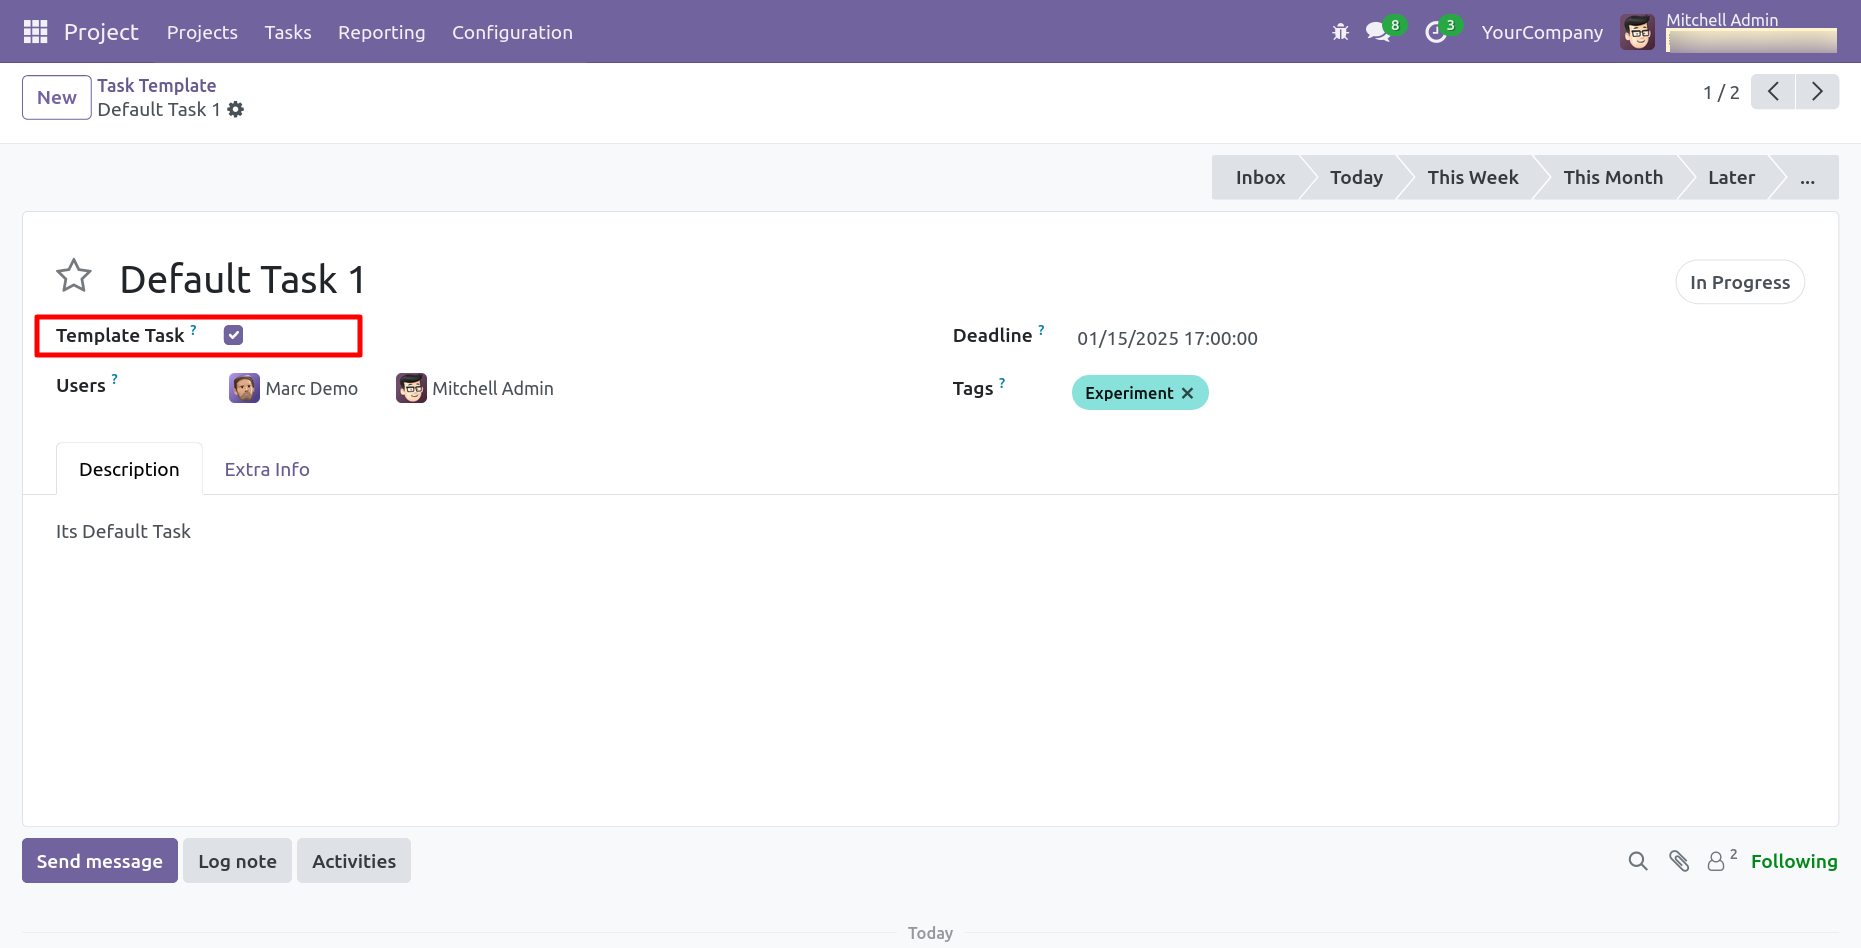 Project Projects Tasks Reporting Configuration 8 3 YourCompany Mitchell Admin
New Task Template 1 / 2
Default Task 1
Inbox Today This Week This Month Later ...
Default Task 1 In Progress
Template Task ? Deadline ? 01/15/2025 17:00:00
Users ? Marc Demo Mitchell Admin Tags ? Experiment ×
Description Extra Info
Its Default Task
Send message Log note Activities 2 Following
Today